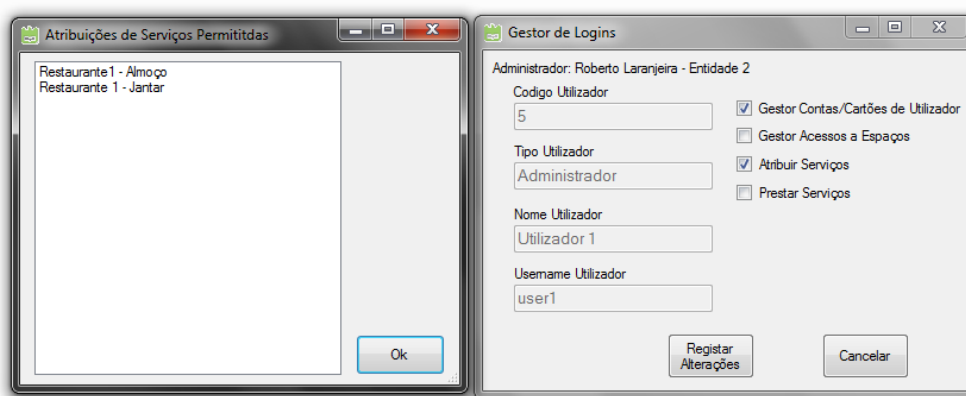 Atribuições de Serviços Permititdas
Restaurante1 - Almoço
Restaurante 1 - Jantar
Ok
Gestor de Logins
Administrador: Roberto Laranjeira - Entidade 2
Codigo Utilizador
5
Tipo Utilizador
Administrador
Nome Utilizador
Utilizador 1
Username Utilizador
user1
Gestor Contas/Cartões de Utilizador
Gestor Acessos a Espaços
Atribuir Serviços
Prestar Serviços
Registar
Alterações
Cancelar